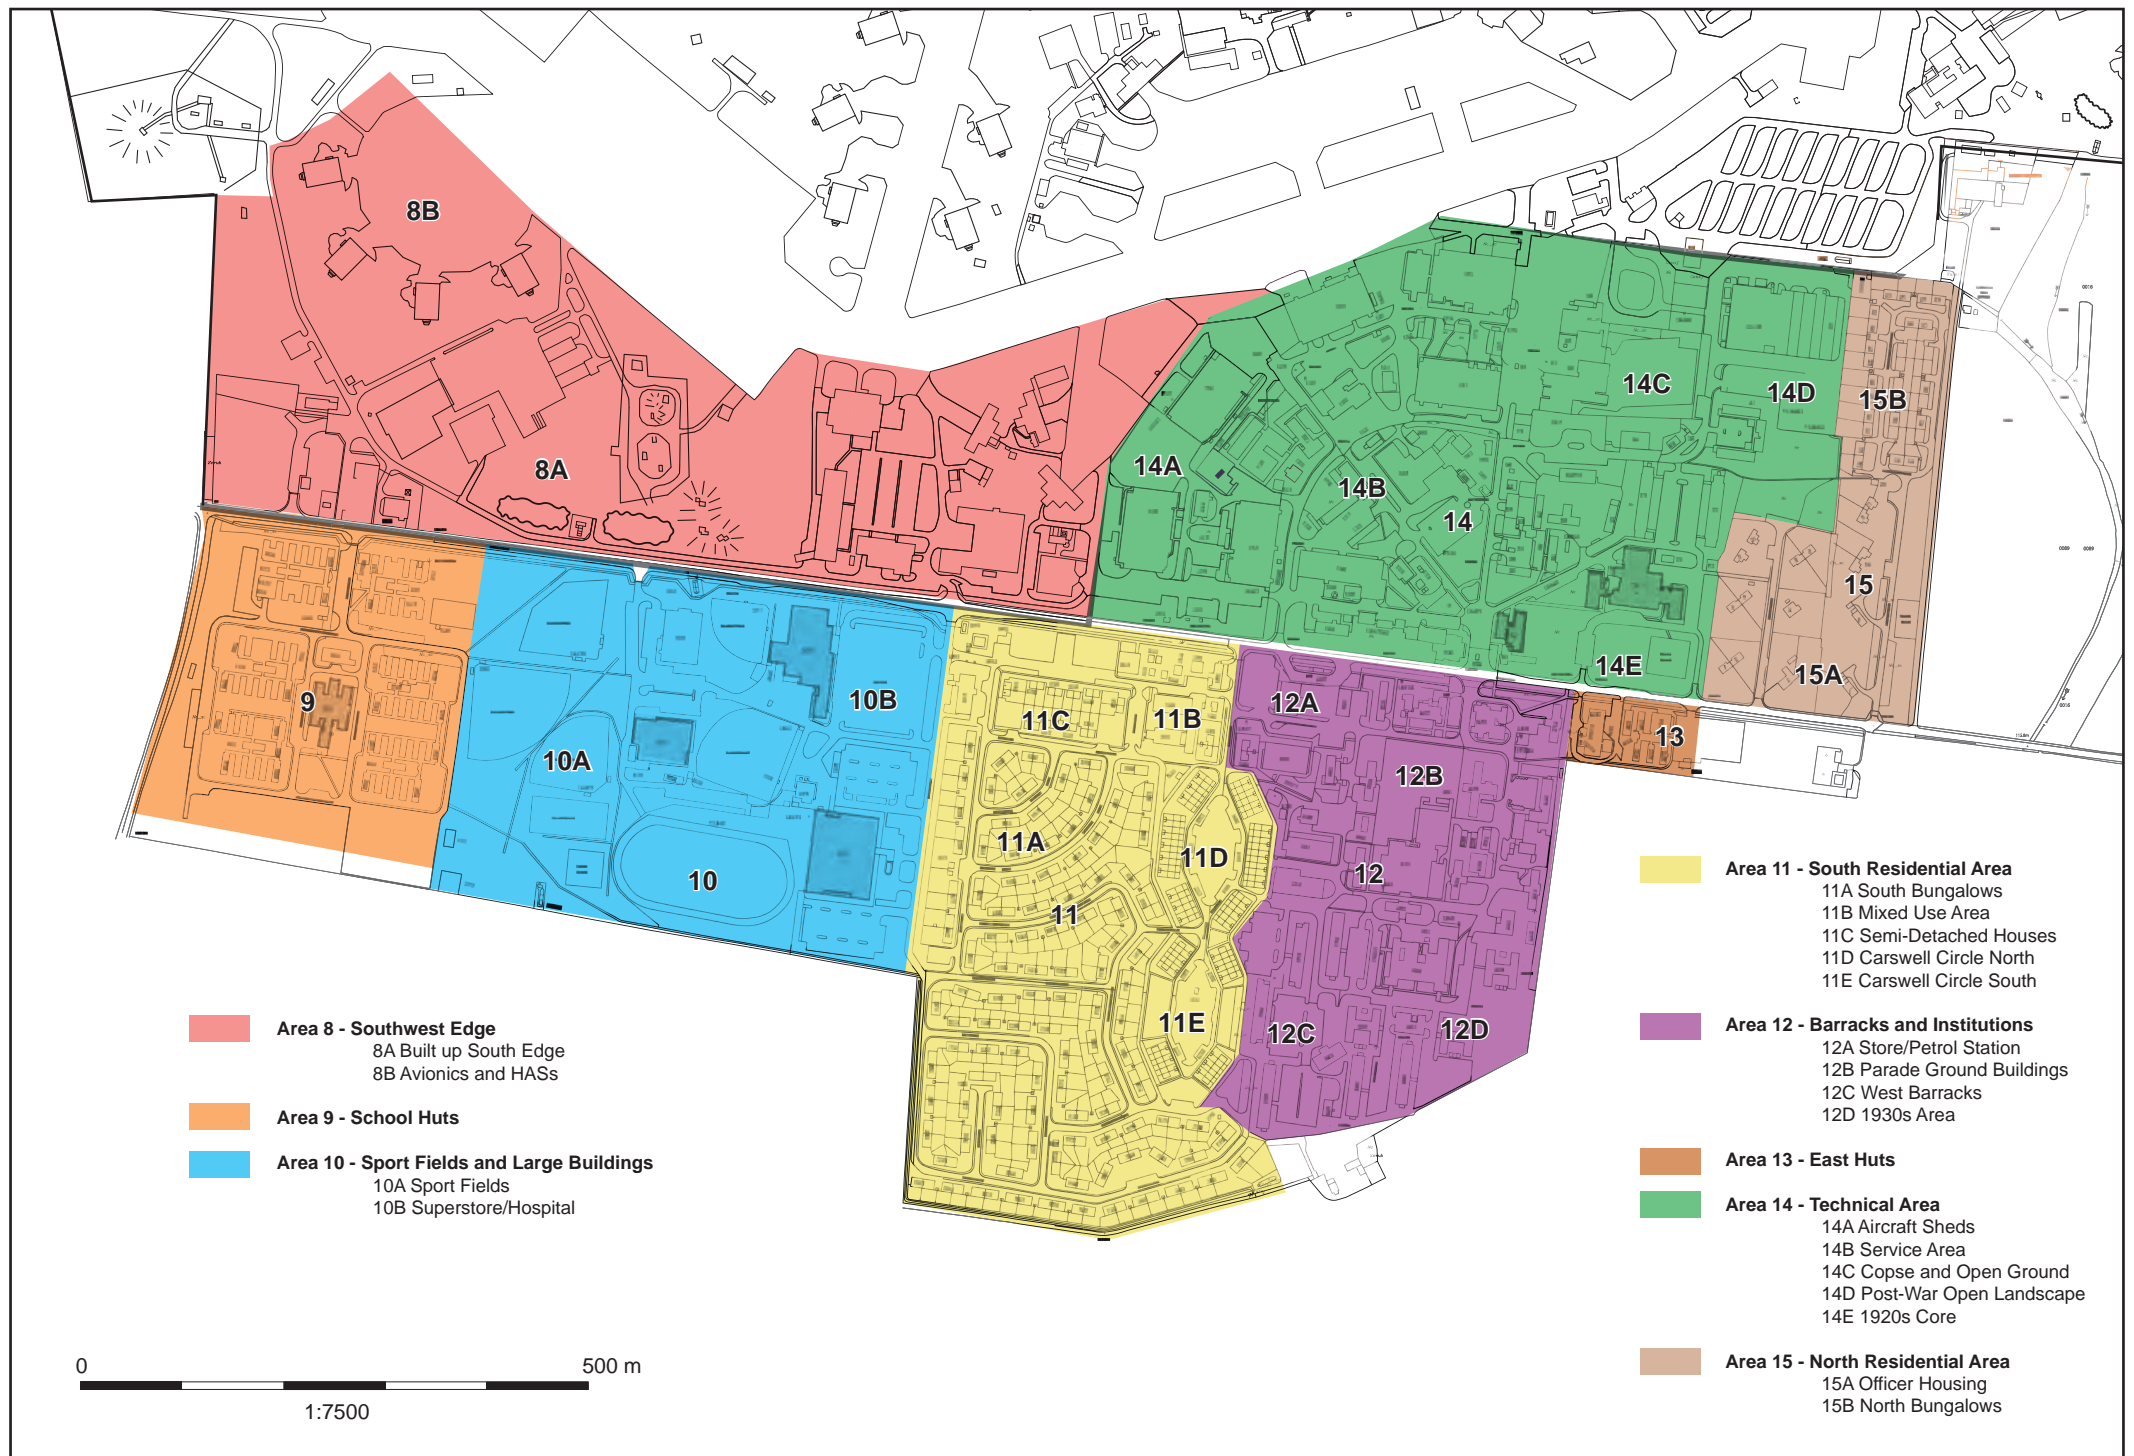 8B
14C
14D
15B
8A
14A
14B
14
15
14E
15A
9
10B
11C
11B
12A
13
10A
12B
11A
11D
12
10
11
11E
12C
12D
Area 8 - Southwest Edge
8A Built up South Edge
8B Avionics and HASs
Area 9 - School Huts
Area 10 - Sport Fields and Large Buildings
10A Sport Fields
10B Superstore/Hospital
0 500 m
1:7500
Area 11 - South Residential Area
11A South Bungalows
11B Mixed Use Area
11C Semi-Detached Houses
11D Carswell Circle North
11E Carswell Circle South
Area 12 - Barracks and Institutions
12A Store/Petrol Station
12B Parade Ground Buildings
12C West Barracks
12D 1930s Area
Area 13 - East Huts
Area 14 - Technical Area
14A Aircraft Sheds
14B Service Area
14C Copse and Open Ground
14D Post-War Open Landscape
14E 1920s Core
Area 15 - North Residential Area
15A Officer Housing
15B North Bungalows